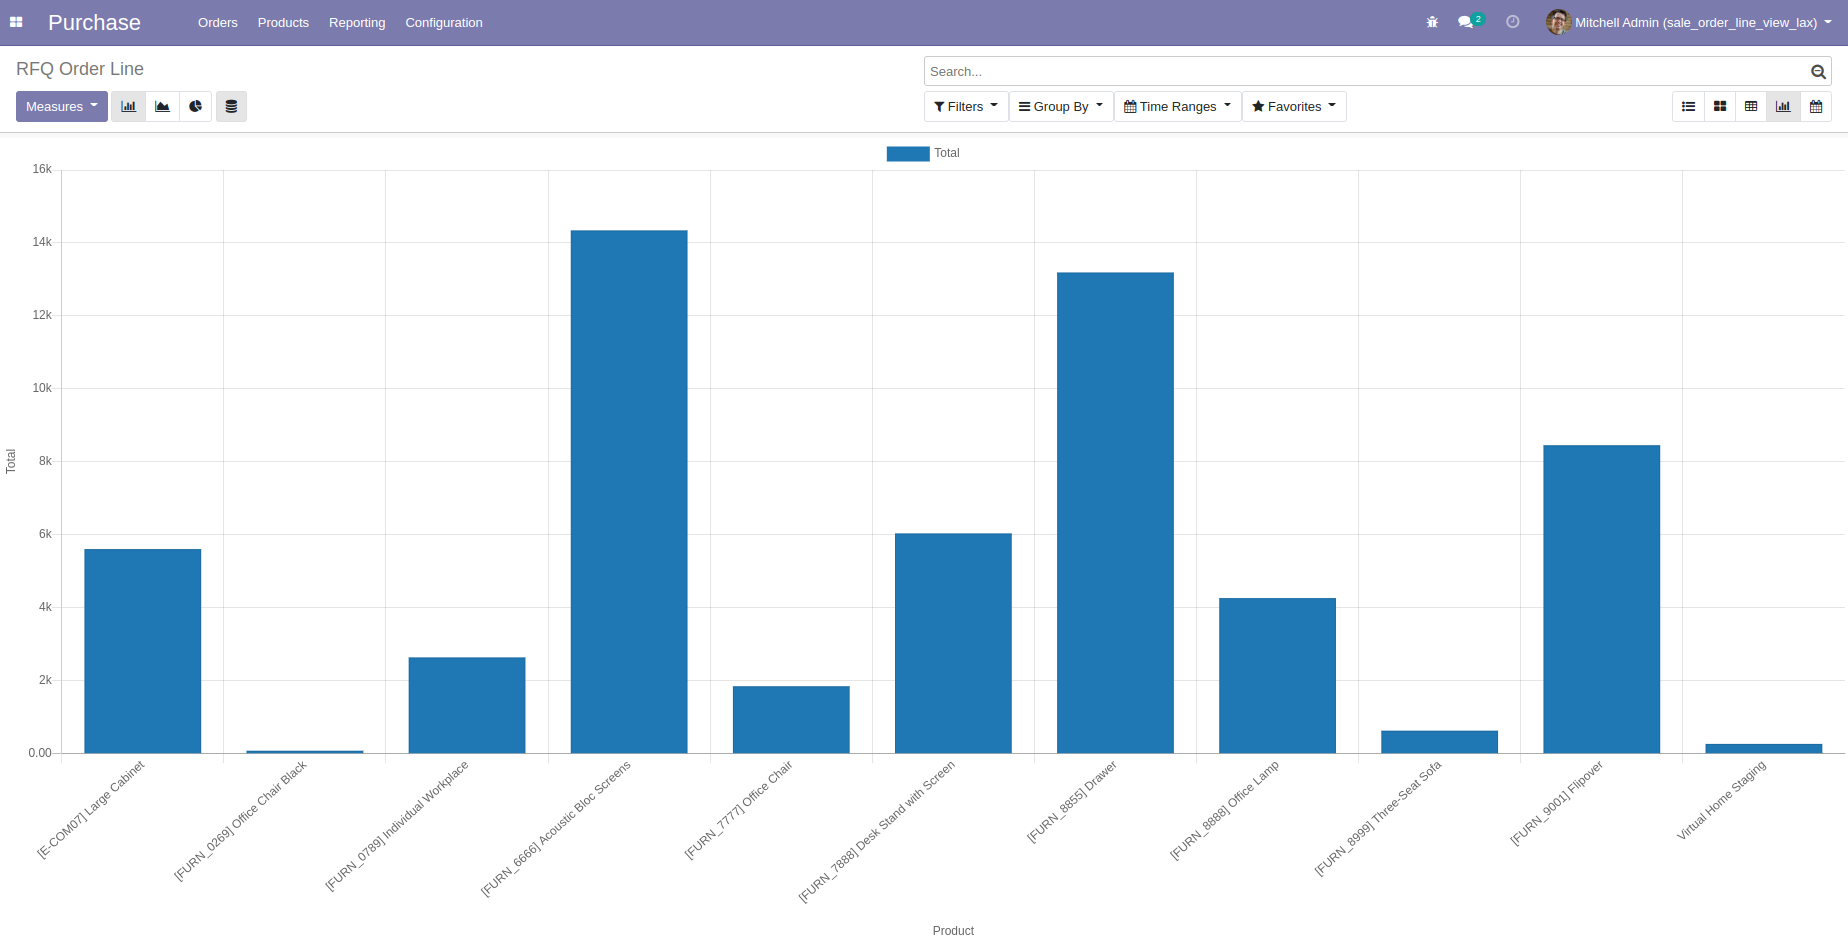 Purchase
Orders Products Reporting Configuration
2
Mitchell Admin (sale_order_line_view_lax)
RFQ Order Line
Search...
Measures
Filters Group By Time Ranges Favorites
Total
16k
14k
12k
10k
8k
6k
4k
2k
0.00
Total
[E-COM07] Large Cabinet
[FURN_0269] Office Chair Black
[FURN_0789] Individual Workplace
[FURN_6666] Acoustic Bloc Screens
[FURN_7777] Office Chair
[FURN_7888] Desk Stand with Screen
[FURN_8855] Drawer
[FURN_8888] Office Lamp
[FURN_8999] Three-Seat Sofa
[FURN_9001] Flipover
Virtual Home Staging
Product